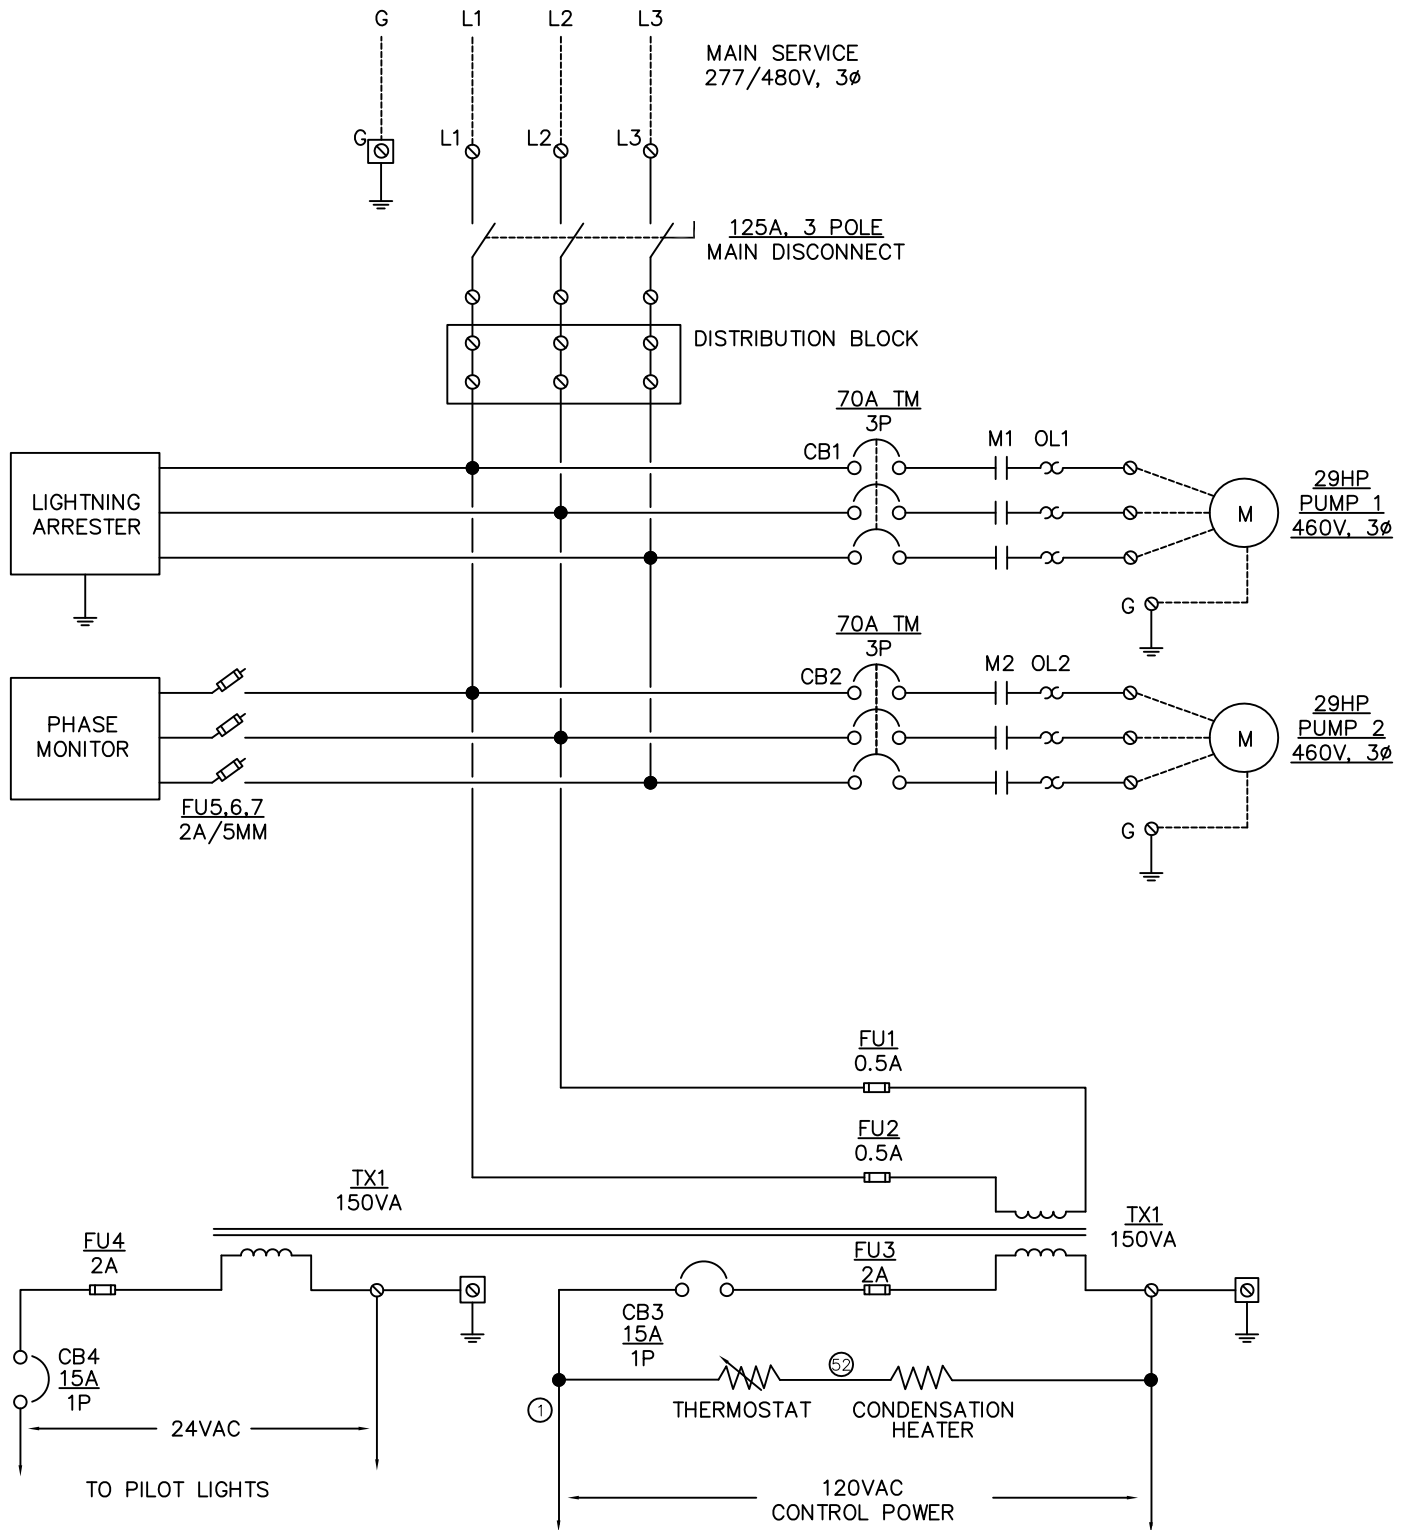 G
L1
L2
L3
MAIN SERVICE
277/480V, 3ø
G
L1
L2
L3
125A, 3 POLE
MAIN DISCONNECT
DISTRIBUTION BLOCK
70A TM
3P
CB1
M1
OL1
LIGHTNING
ARRESTER
M
29HP
PUMP 1
460V, 3ø
G
70A TM
3P
CB2
M2
OL2
PHASE
MONITOR
M
29HP
PUMP 2
460V, 3ø
FU5,6,7
2A/5MM
G
FU1
0.5A
FU2
0.5A
TX1
150VA
TX1
150VA
FU4
2A
FU3
2A
CB3
15A
1P
CB4
15A
1P
52
1
THERMOSTAT
CONDENSATION
HEATER
24VAC
TO PILOT LIGHTS
120VAC
CONTROL POWER